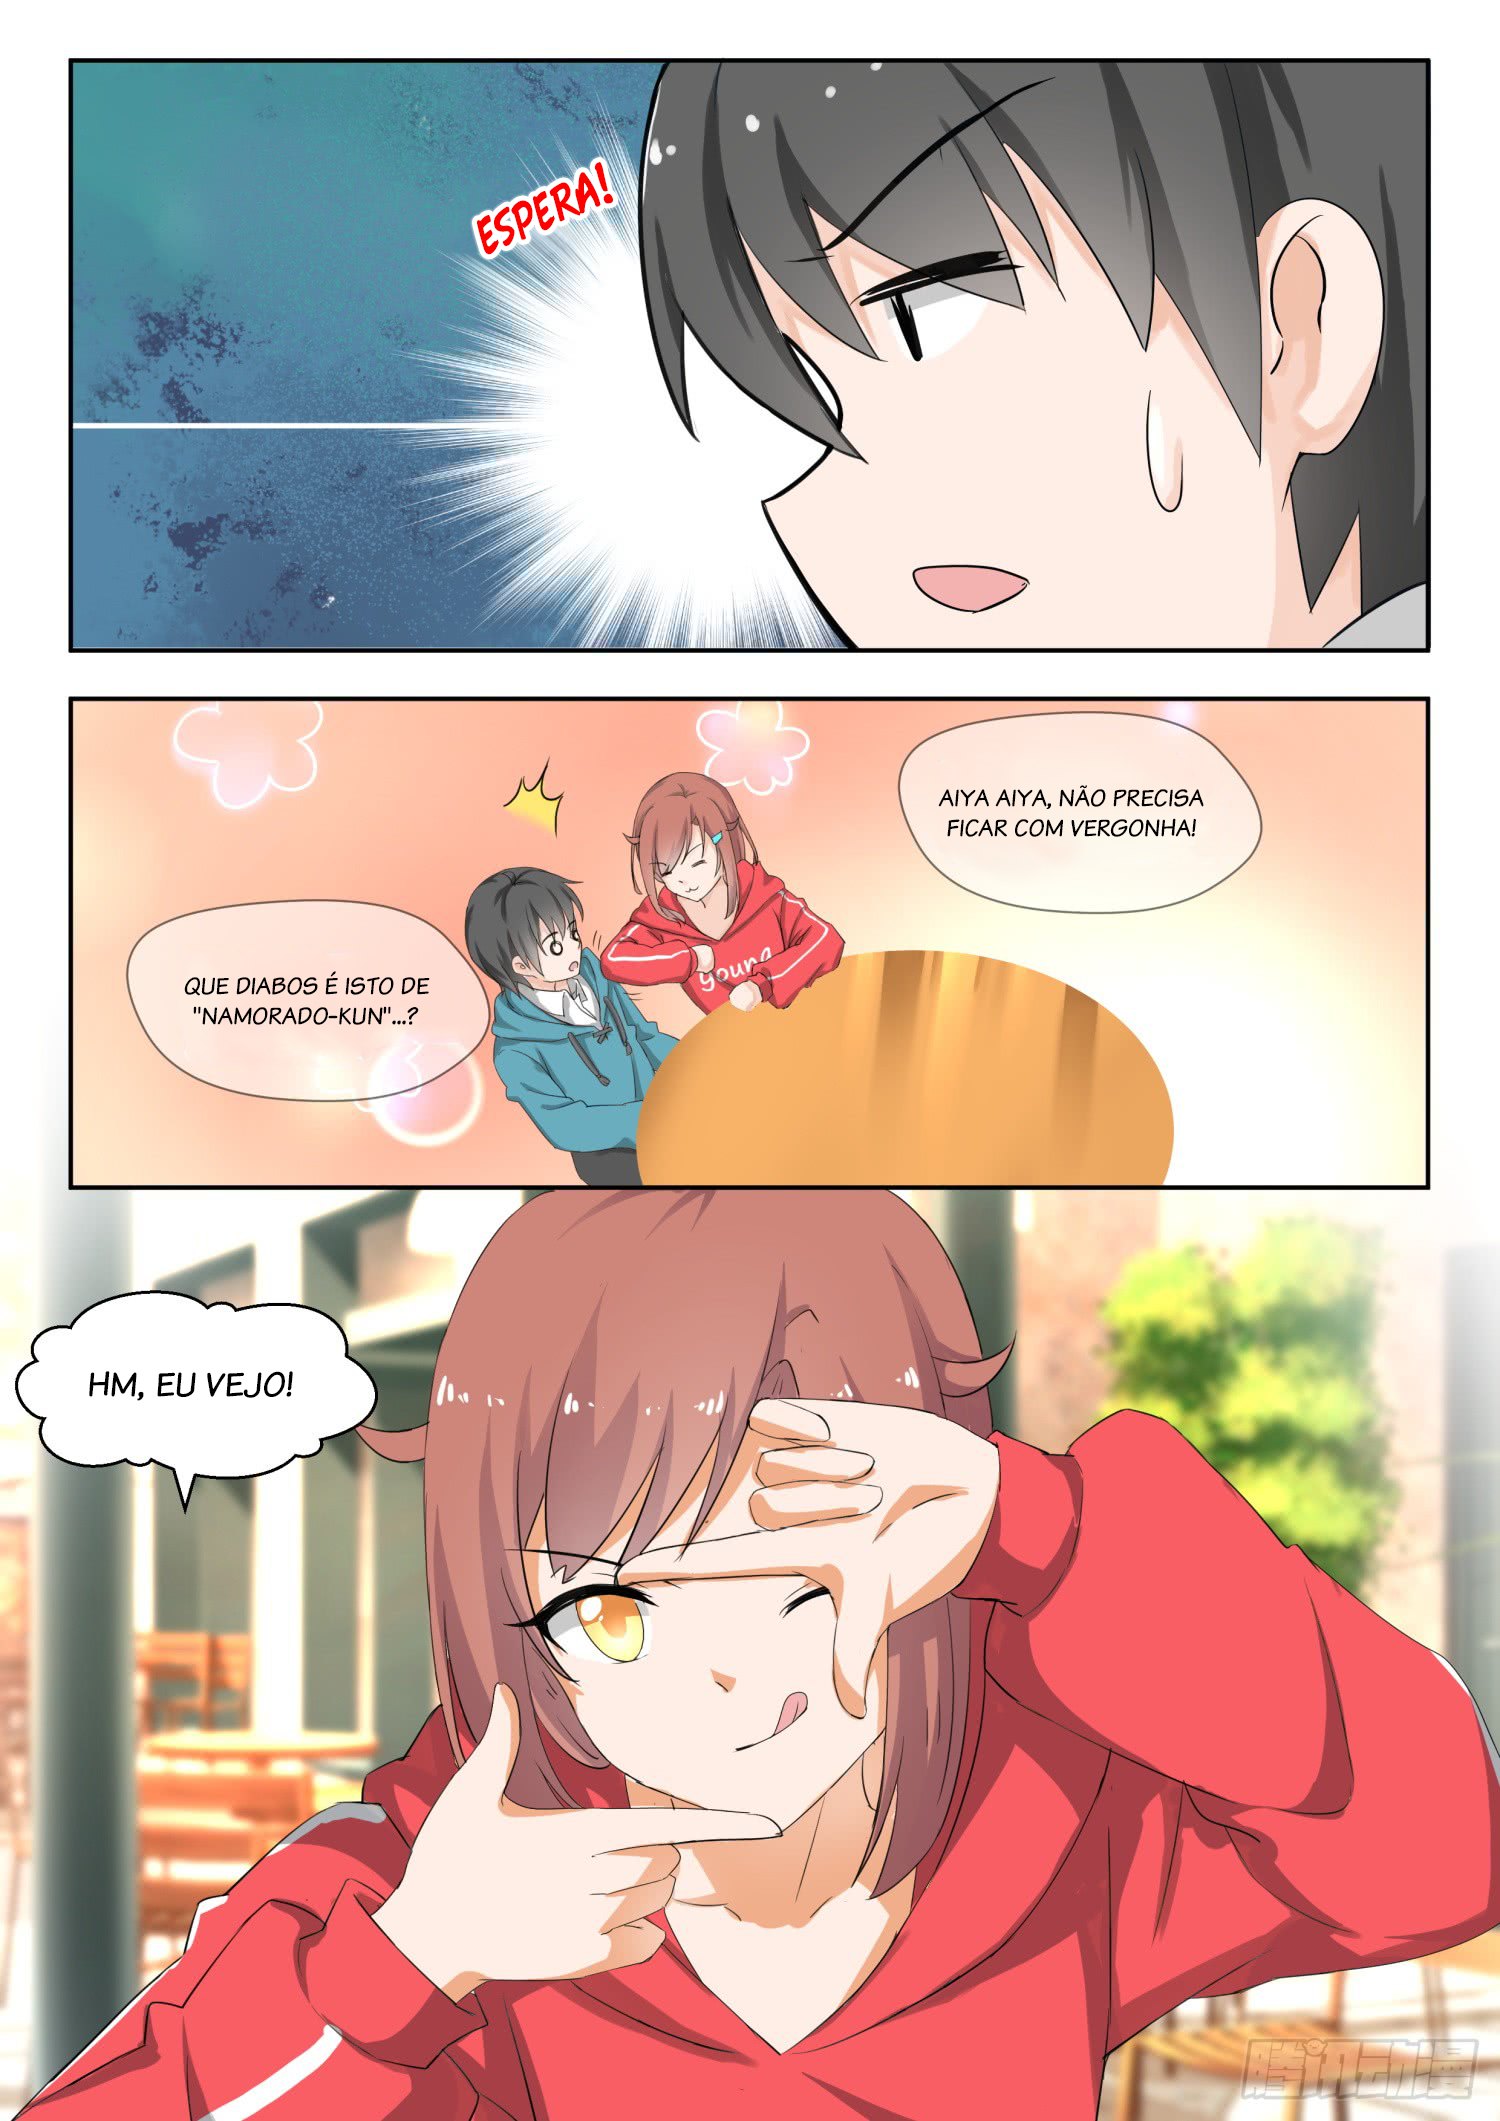 ESPERA!
AIYA AIYA, NÃO PRECISA
FICAR COM VERGONHA!
QUE DIABOS É ISTO DE
"NAMORADO-KUN"...?
young
HM, EU VEJO!
腾讯动漫